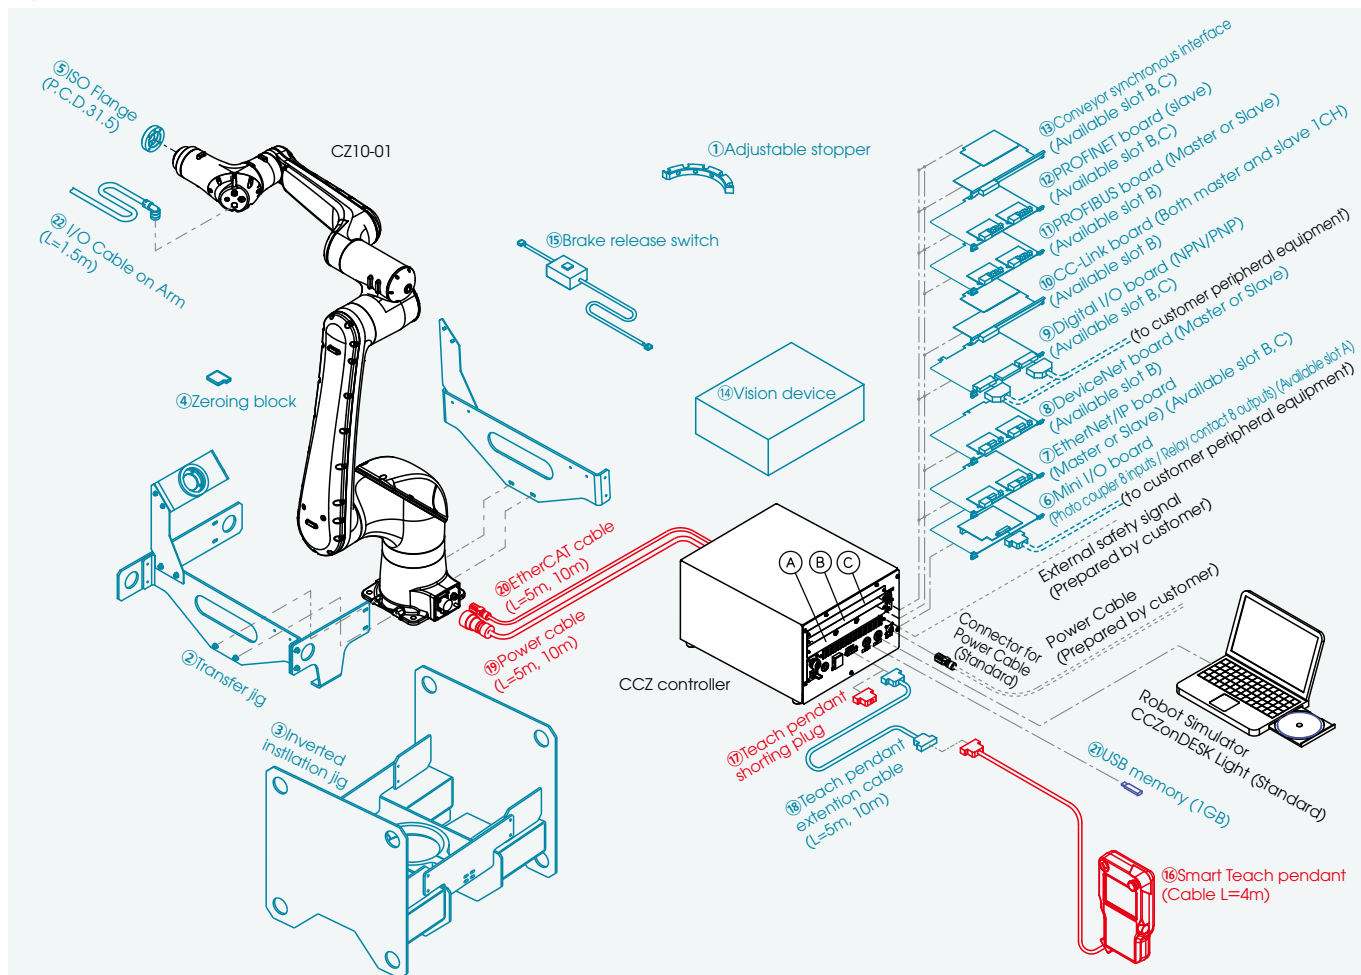 ⑤ISO Flange
(P.C.D.31.5)
CZ10-01
①Adjustable stopper
㉒I/O Cable on Arm
(L=1.5m)
⑮Brake release switch
④Zeroing block
⑭Vision device
⑬Conveyor synchronous interface
(Available slot B,C)
⑫PROFINET board (slave)
(Available slot B,C)
⑪PROFIBUS board (Master or Slave)
(Available slot B)
⑩CC-Link board (Both master and slave 1CH)
(Available slot B)
⑨Digital I/O board (NPN/PNP)
(Available slot B,C)
(to customer peripheral equipment)
⑧DeviceNet board (Master or Slave)
(Available slot B)
⑦EtherNet/IP board
(Master or Slave) (Available slot B,C)
⑥Mini I/O board
(Photo coupler 8 inputs / Relay contact 8 outputs) (Available slot A)
(to customer peripheral equipment)
External safety signal
(Prepared by customer)
A
B
C
⑳EtherCAT cable
(L=5m, 10m)
⑲Power cable
(L=5m, 10m)
②Transfer jig
③Inverted
instllation jig
CCZ controller
Connector for
Power Cable
(Standard)
Power Cable
(Prepared by customer)
⑰Teach pendant
shorting plug
⑱Teach pendant
extention cable
(L=5m, 10m)
Robot Simulator
CCZonDESK Light (Standard)
㉑USB memory (1GB)
⑯Smart Teach pendant
(Cable L=4m)